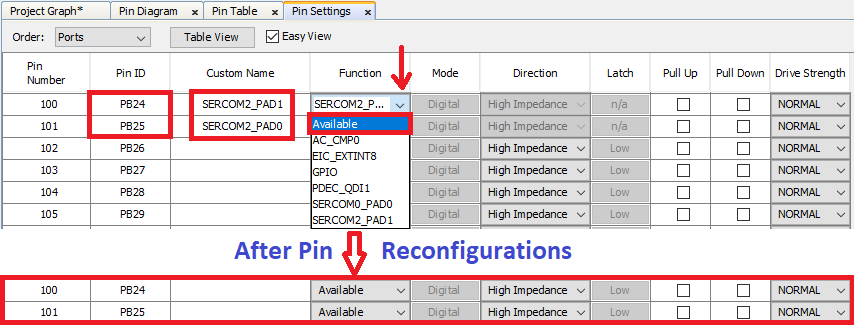 Project Graph* Pin Diagram x Pin Table x Pin Settings x
Order: Ports Table View Easy View
Pin Number Pin ID Custom Name Function Mode Direction Latch Pull Up Pull Down Drive Strength
100 PB24 SERCOM2_PAD1 SERCOM2_P... Digital High Impedance n/a NORMAL
101 PB25 SERCOM2_PAD0 Available Digital High Impedance n/a NORMAL
102 PB26 AC_CMP0 Digital High Impedance Low NORMAL
EIC_EXTINT8
103 PB27 GPIO Digital High Impedance Low NORMAL
104 PB28 PDEC_QDI1 Digital High Impedance Low NORMAL
SERCOM0_PAD0
105 PB29 SERCOM2_PAD1 Digital High Impedance Low NORMAL
After Pin Reconfigurations
100 PB24 Available Digital High Impedance Low NORMAL
101 PB25 Available Digital High Impedance Low NORMAL